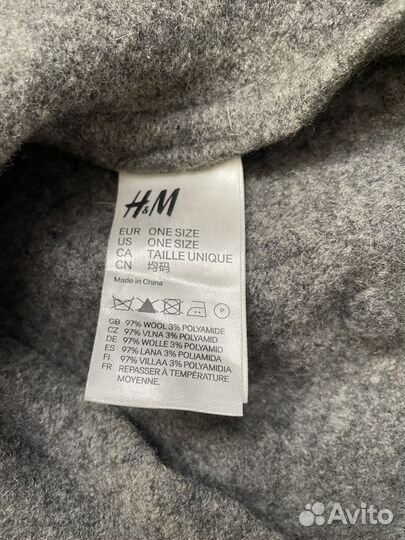 H&M
EUR ONE SIZE
US ONE SIZE
CA TAILLE UNIQUE
CN 均码
Made in China
P
GB 97% WOOL 3% POLYAMIDE
CZ 97% VLNA 3% POLYAMID
DE 97% WOLLE 3% POLYAMID
ES 97% LANA 3% POLIAMIDA
FI 97% VILLAA 3% POLYAMIDIA
FR REPASSER À TEMPÉRATURE
MOYENNE.
Avito